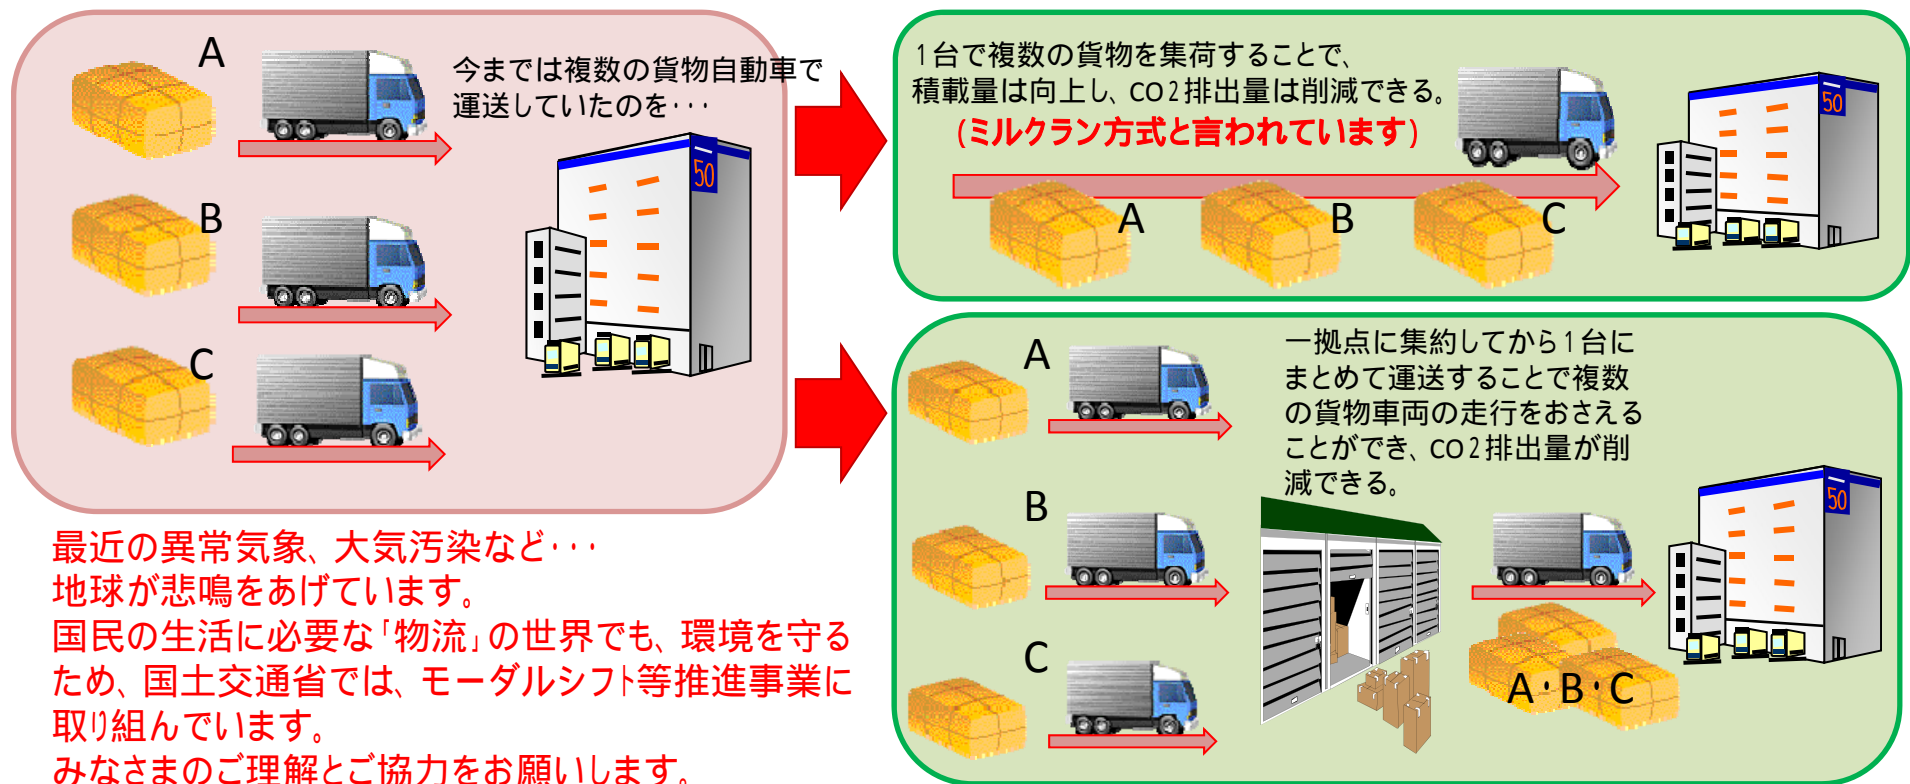 A
今までは複数の貨物自動車で
運送していたのを・・・
50
B
C
1台で複数の貨物を集荷することで、
積載量は向上し、CO2排出量は削減できる。
(ミルクラン方式と言われています)
50
A
B
C
一拠点に集約してから1台に
まとめて運送することで複数
の貨物車両の走行をおさえる
ことができ、CO2排出量が削
減できる。
A
B
C
50
A・B・C
最近の異常気象、大気汚染など・・・
地球が悲鳴をあげています。
国民の生活に必要な「物流」の世界でも、環境を守る
ため、国土交通省では、モーダルシフト等推進事業に
取り組んでいます。
みなさまのご理解とご協力をお願いします。